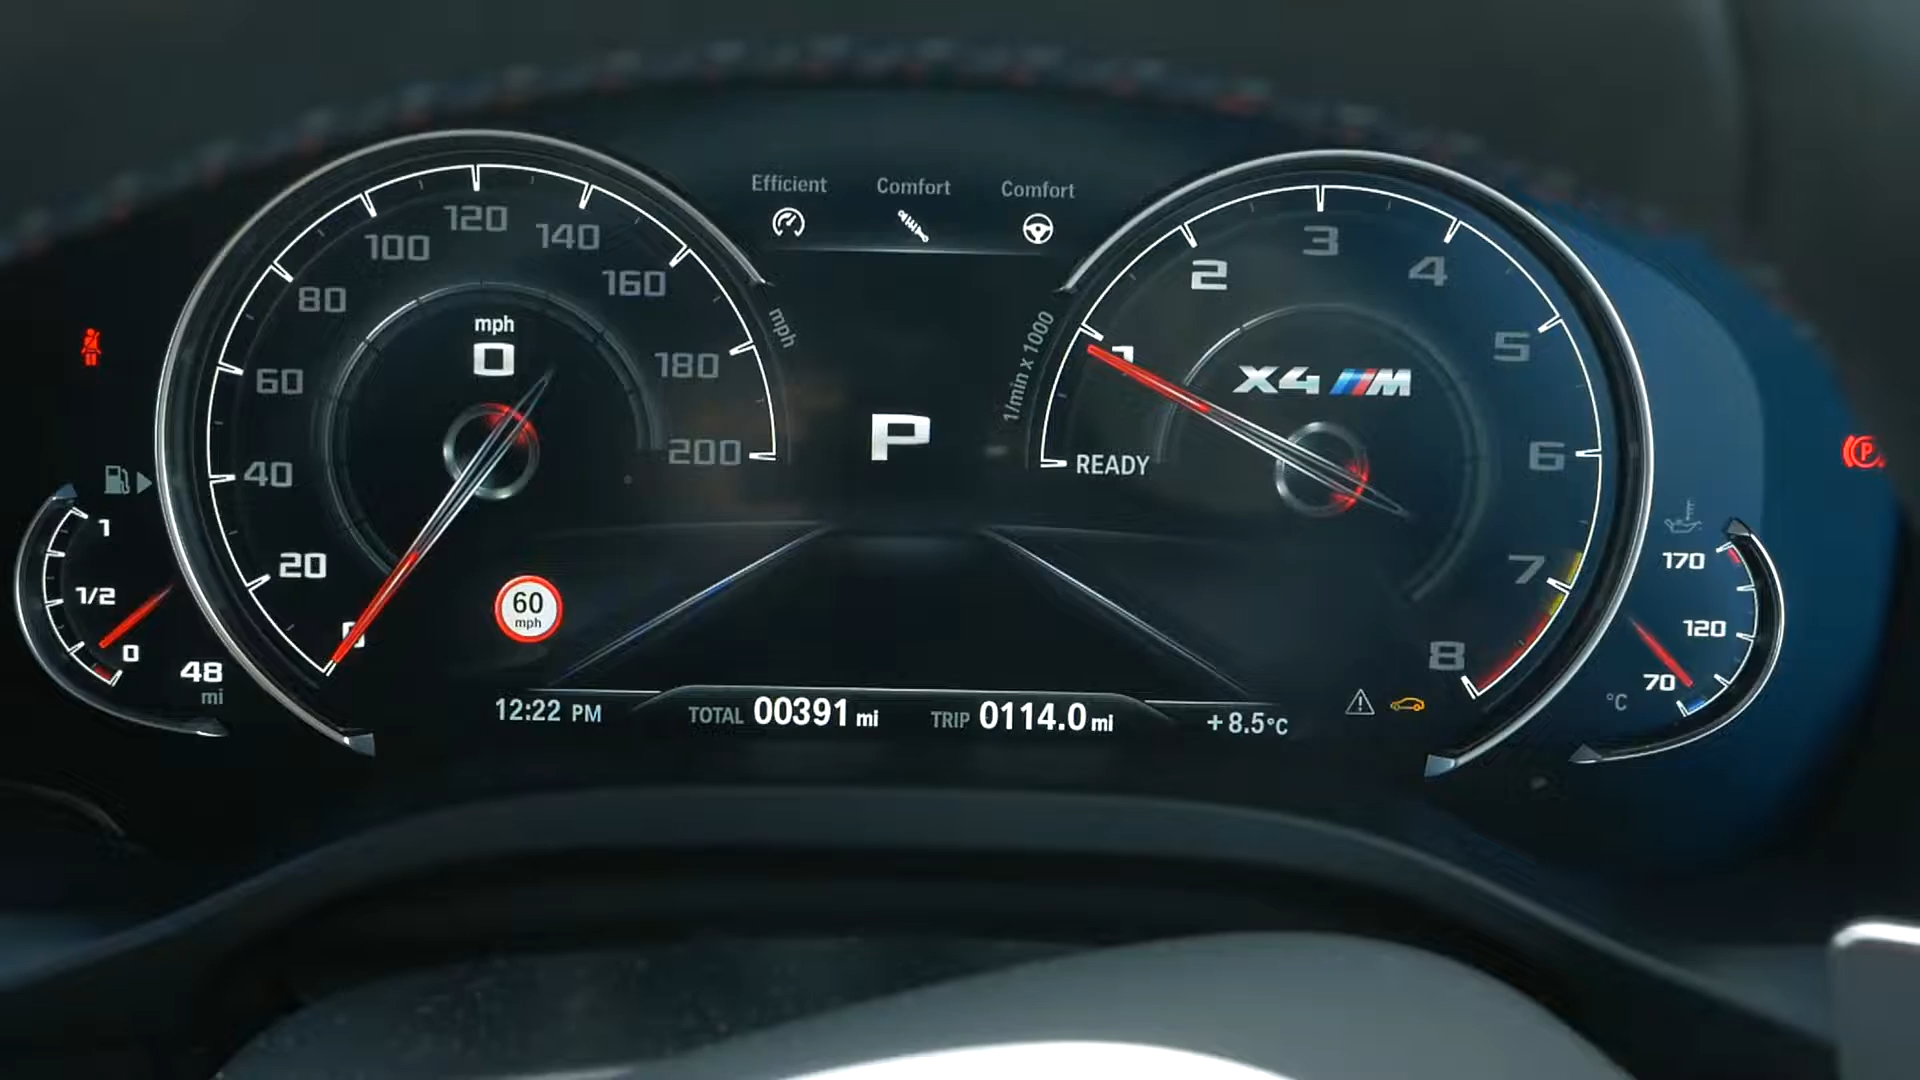 Efficient
Comfort
Comfort
0
20
40
60
80
100
120
140
160
180
200
mph
mph
0
60
mph
P
1/min x 1000
READY
1
2
3
4
5
6
7
8
X4 M
1
1/2
0
48
mi
170
120
70
°C
P
12:22 PM
TOTAL 00391 mi
TRIP 0114.0 mi
+8.5°C